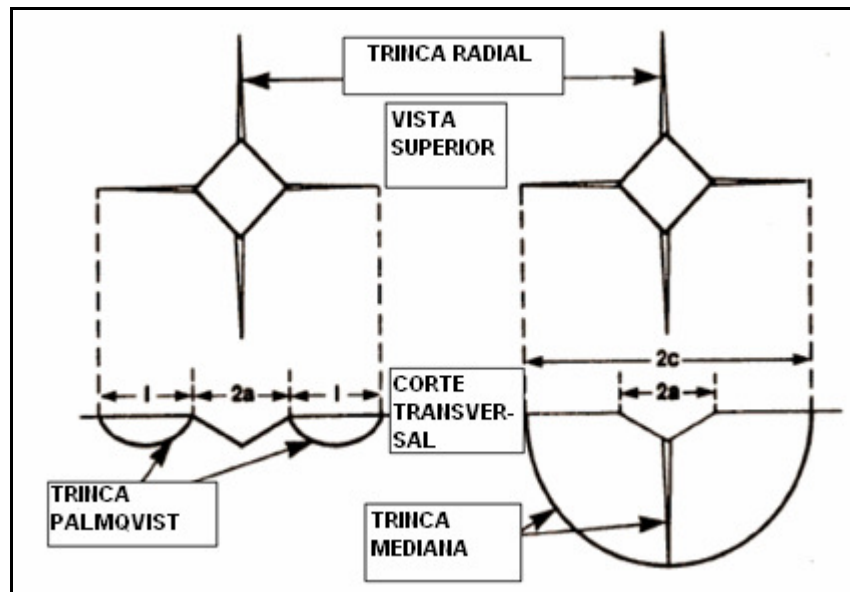 TRINCA RADIAL
VISTA
SUPERIOR
2c
l
2a
l
CORTE
TRANSVER-
SAL
2a
TRINCA
PALMQVIST
TRINCA
MEDIANA